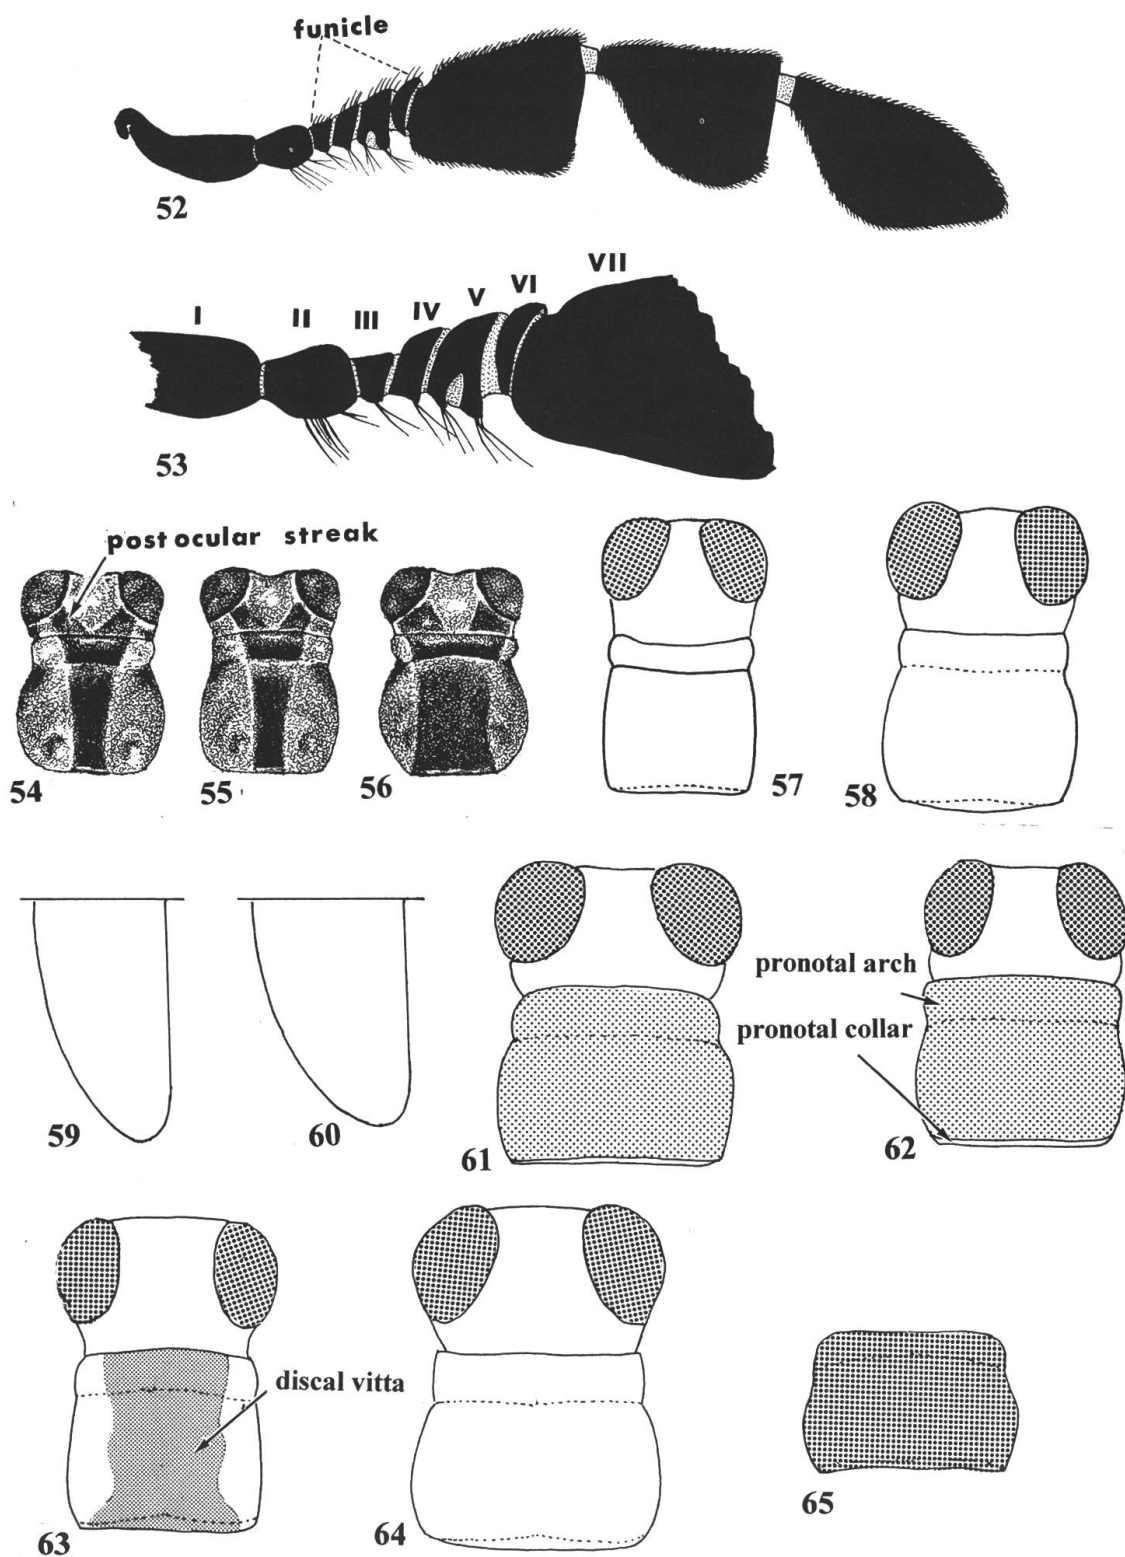 funicle
52
I II III IV V VI VII
53
post ocular streak
54
55
56
57
58
59
60
61
pronotal arch
pronotal collar
62
discal vitta
63
64
65